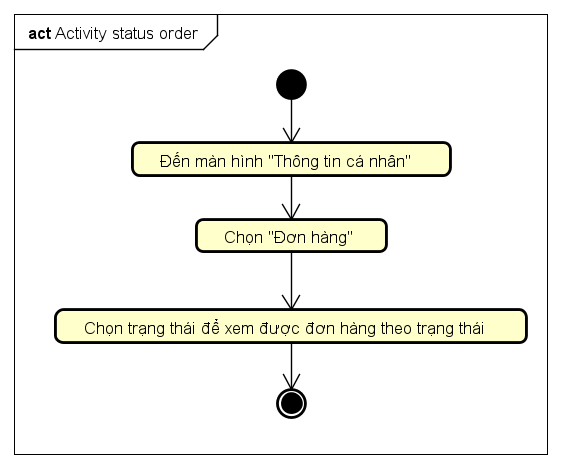 act Activity status order
Đến màn hình "Thông tin cá nhân"
Chọn "Đơn hàng"
Chọn trạng thái để xem được đơn hàng theo trạng thái